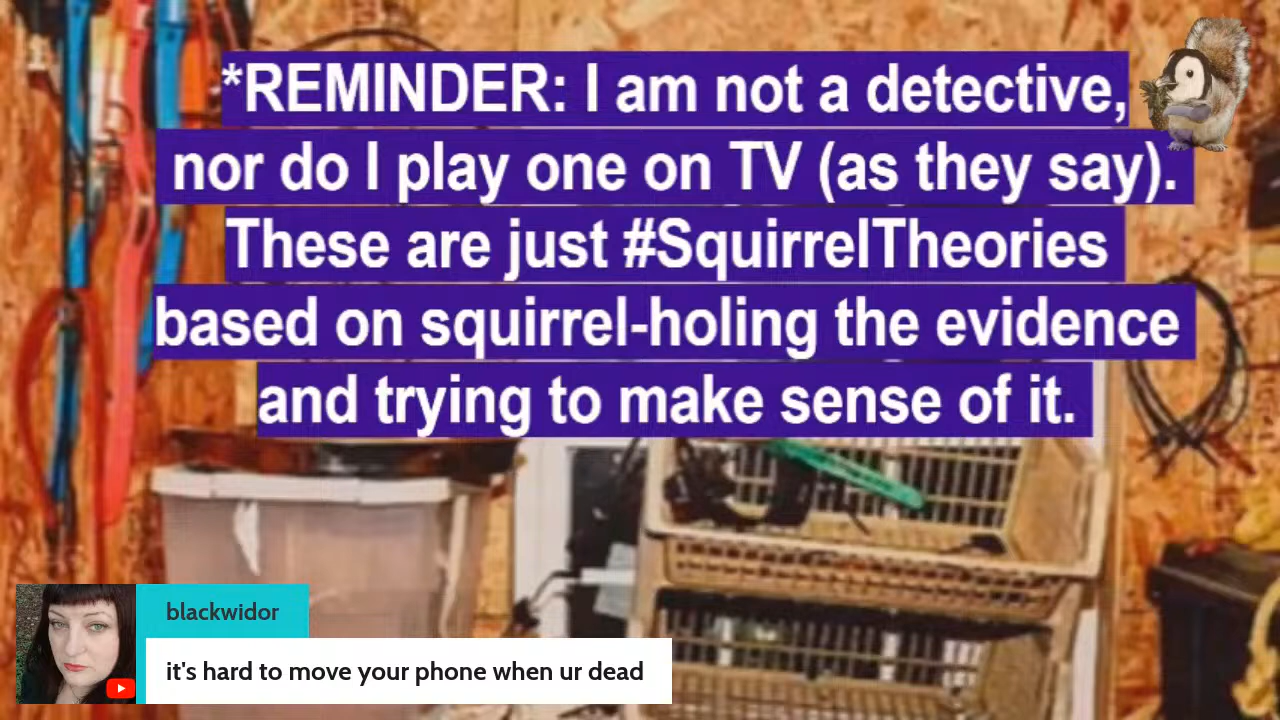 *REMINDER: I am not a detective,
nor do I play one on TV (as they say).
These are just #SquirrelTheories
based on squirrel-holing the evidence
and trying to make sense of it.
blackwidor
it's hard to move your phone when ur dead